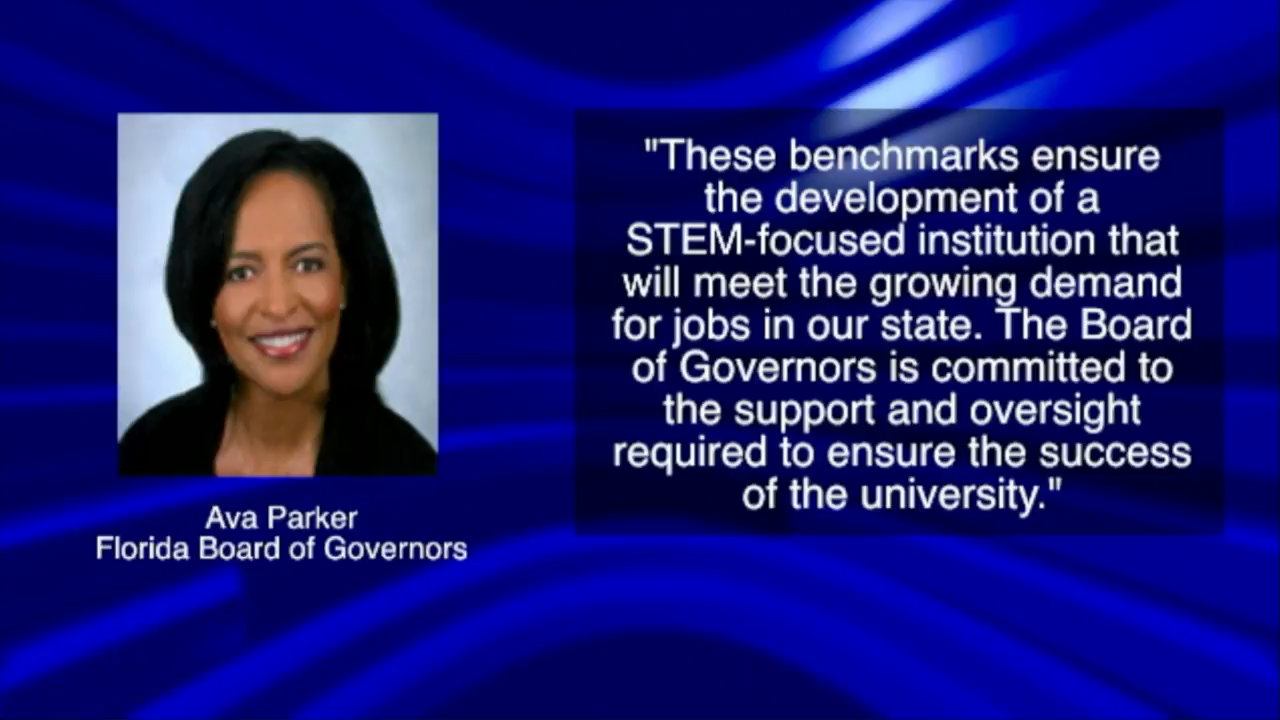 "These benchmarks ensure
the development of a
STEM-focused institution that
will meet the growing demand
for jobs in our state. The Board
of Governors is committed to
the support and oversight
required to ensure the success
of the university."
Ava Parker
Florida Board of Governors